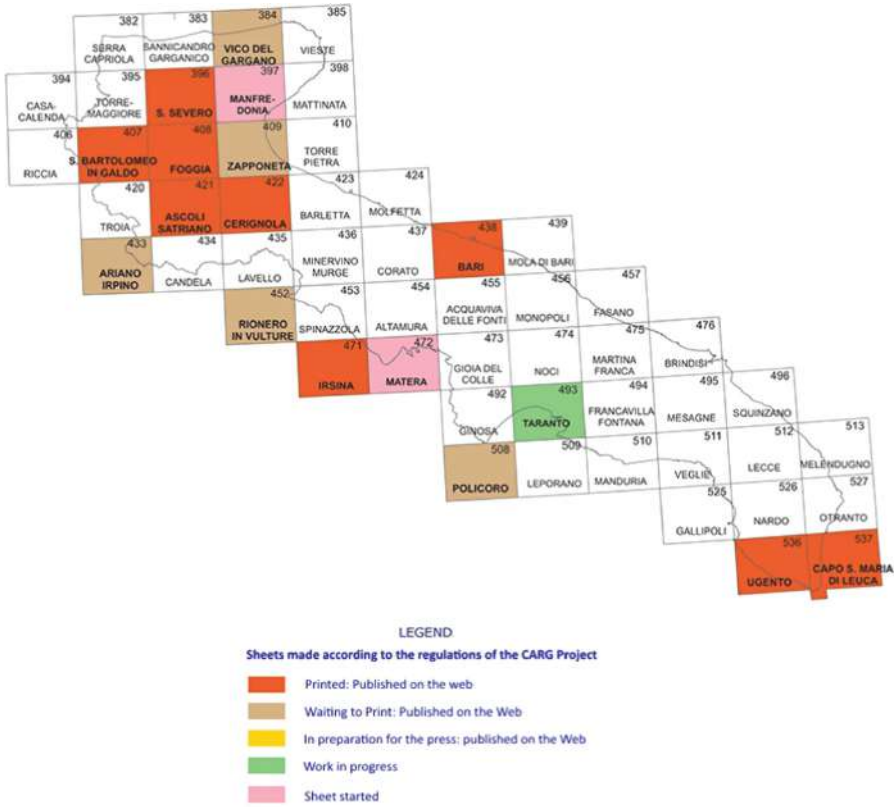 382 383 384 385
SERRA CAPRIOLA
SANNICANDRO GARGANICO
VICO DEL GARGANO
VIESTE
394 395 396 397 398
CASA-CALENDA
TORRE-MAGGIORE
S. SEVERO
MANFRE-DONIA
MATTINATA
406 407 408 409 410
RICCIA
S. BARTOLOMEO IN GALDO
FOGGIA
ZAPPONETA
TORRE PIETRA
420 421 422 423 424
TROIA
ASCOLI SATRIANO
CERIGNOLA
BARLETTA
MOLFETTA
433 434 435 436 437 438 439
ARIANO IRPINO
CANDELA
LAVELLO
MINERVINO MURGE
CORATO
BARI
MOLA DI BARI
452 453 454 455 456 457
RIONERO IN VULTURE
SPINAZZOLA
ALTAMURA
ACQUAVIVA DELLE FONTI
MONOPOLI
FASANO
471 472 473 474 475 476
IRSINA
MATERA
GIOIA DEL COLLE
NOCI
MARTINA FRANCA
BRINDISI
492 493 494 495 496
GINOSA
TARANTO
FRANCAVILLA FONTANA
MESAGNE
SQUINZANO
508 509 510 511 512 513
POLICORO
LEPORANO
MANDURIA
VEGLIE
LECCE
MELENDUGNO
525 526 527
GALLIPOLI
NARDO
OTRANTO
536 537
UGENTO
CAPO S. MARIA DI LEUCA
LEGEND
Sheets made according to the regulations of the CARG Project
Printed: Published on the web
Waiting to Print: Published on the Web
In preparation for the press: published on the Web
Work in progress
Sheet started